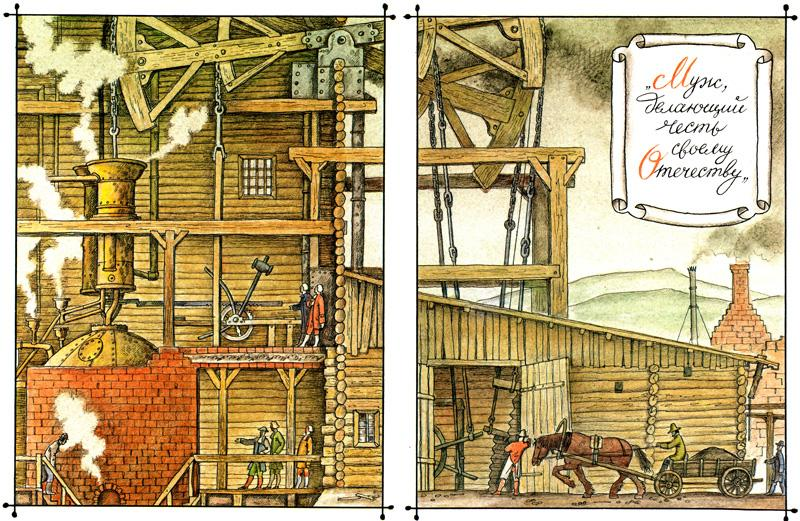 „Муж,
делающий
честь
своему
Отечеству„